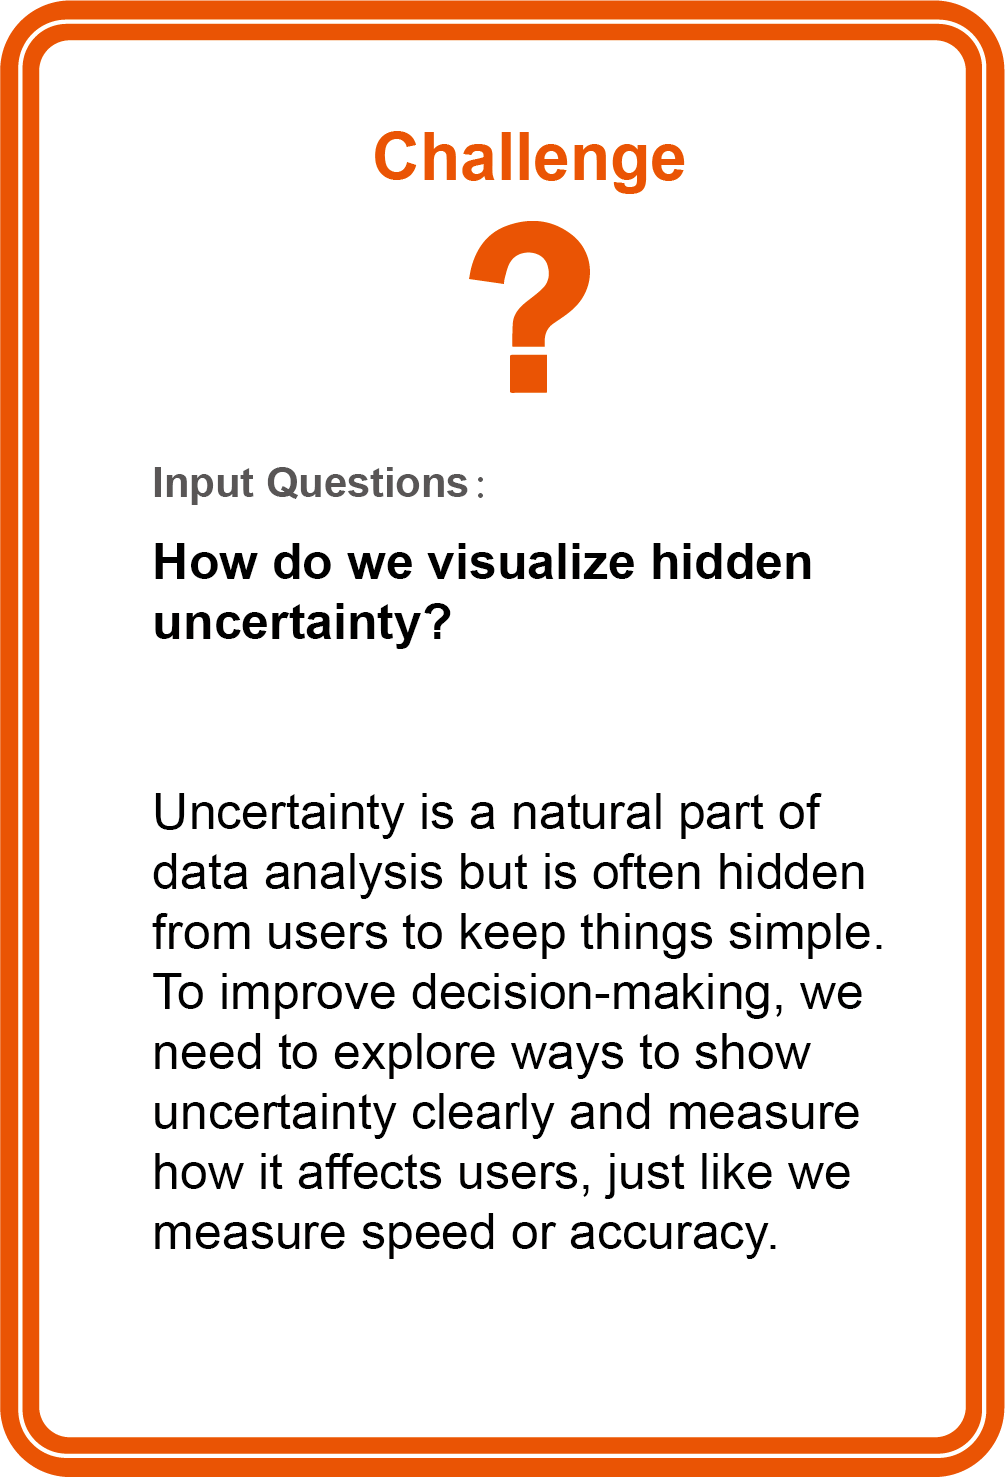 Challenge
?
Input Questions:
How do we visualize hidden
uncertainty?
Uncertainty is a natural part of
data analysis but is often hidden
from users to keep things simple.
To improve decision-making, we
need to explore ways to show
uncertainty clearly and measure
how it affects users, just like we
measure speed or accuracy.